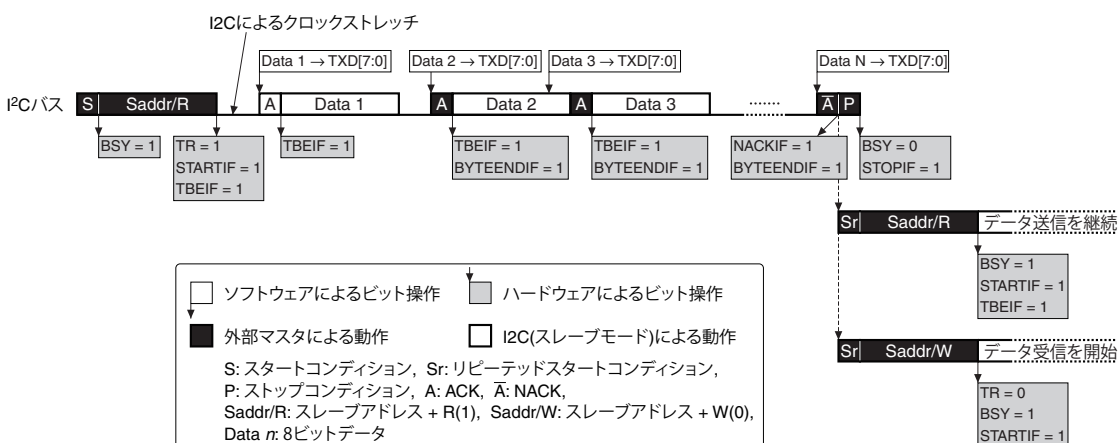 I2Cによるクロックストレッチ
Data 1 → TXD[7:0]
Data 2 → TXD[7:0]
Data 3 → TXD[7:0]
Data N → TXD[7:0]
I²Cバス
S
Saddr/R
A
Data 1
A
Data 2
A
Data 3
.......
A̅
P
BSY = 1
TR = 1
STARTIF = 1
TBEIF = 1
TBEIF = 1
TBEIF = 1
BYTEENDIF = 1
TBEIF = 1
BYTEENDIF = 1
NACKIF = 1
BYTEENDIF = 1
BSY = 0
STOPIF = 1
Sr
Saddr/R
データ送信を継続
BSY = 1
STARTIF = 1
TBEIF = 1
Sr
Saddr/W
データ受信を開始
TR = 0
BSY = 1
STARTIF = 1
ソフトウェアによるビット操作
ハードウェアによるビット操作
外部マスタによる動作
I2C(スレーブモード)による動作
S: スタートコンディション, Sr: リピーテッドスタートコンディション,
P: ストップコンディション, A: ACK, A̅: NACK,
Saddr/R: スレーブアドレス + R(1), Saddr/W: スレーブアドレス + W(0),
Data n: 8ビットデータ